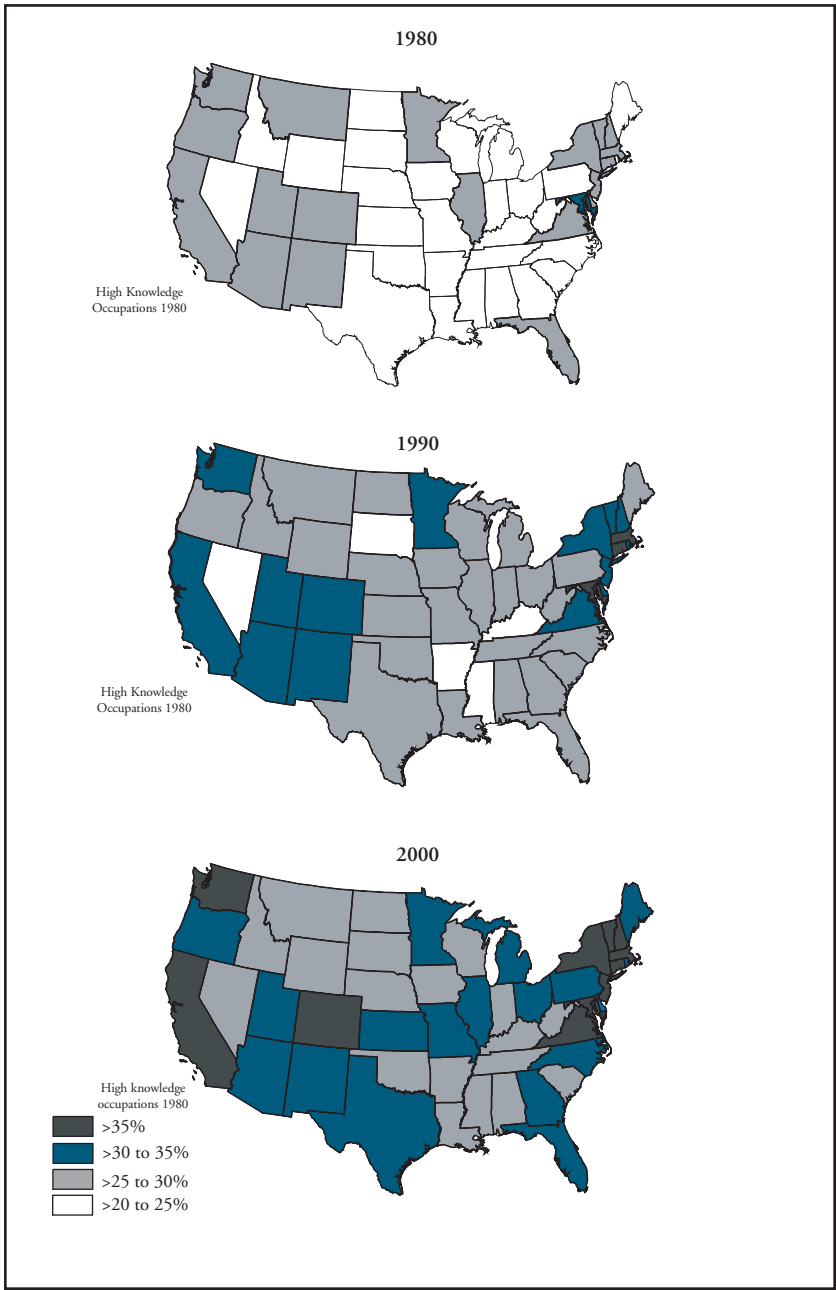 1980
High Knowledge
Occupations 1980
1990
High Knowledge
Occupations 1980
2000
High knowledge
occupations 1980
>35%
>30 to 35%
>25 to 30%
>20 to 25%